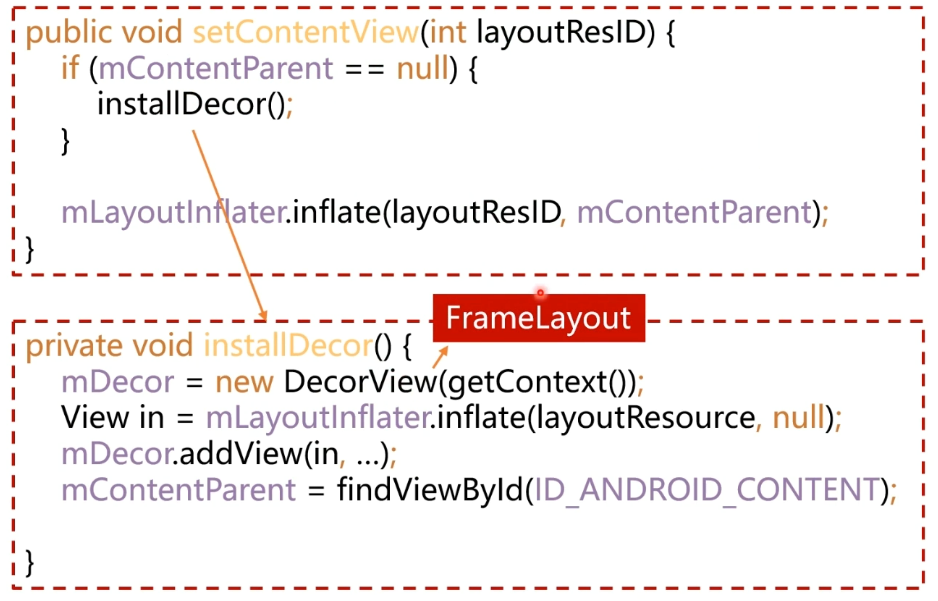 public void setContentView(int layoutResID) {
if (mContentParent == null) {
installDecor();
}
mLayoutInflater.inflate(layoutResID, mContentParent);
}
FrameLayout
private void installDecor() {
mDecor = new DecorView(getContext());
View in = mLayoutInflater.inflate(layoutResource, null);
mDecor.addView(in, ...);
mContentParent = findViewById(ID_ANDROID_CONTENT);
}